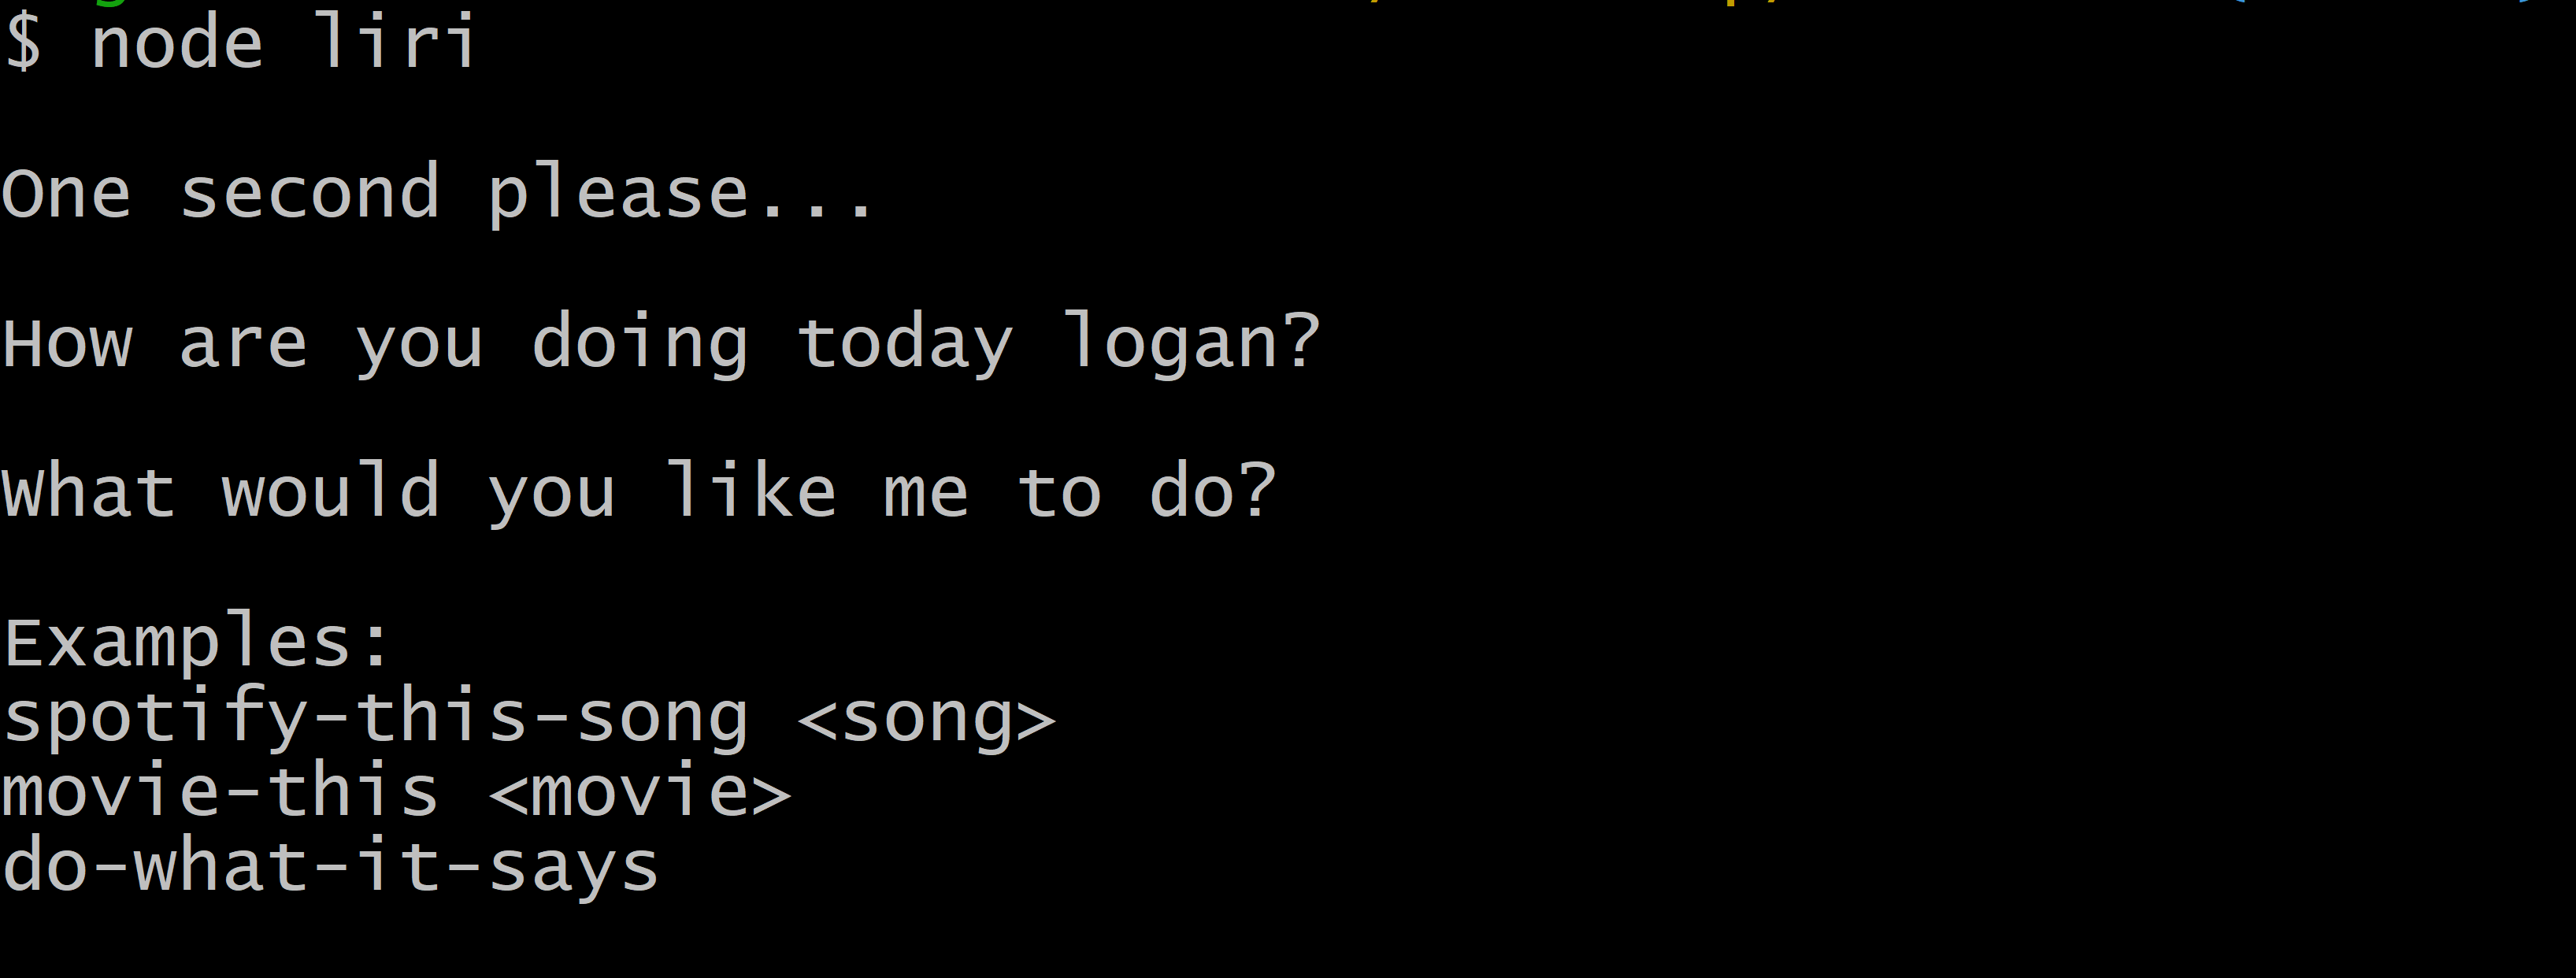 $ node liri
One second please...
How are you doing today logan?
What would you like me to do?
Examples:
spotify-this-song <song>
movie-this <movie>
do-what-it-says